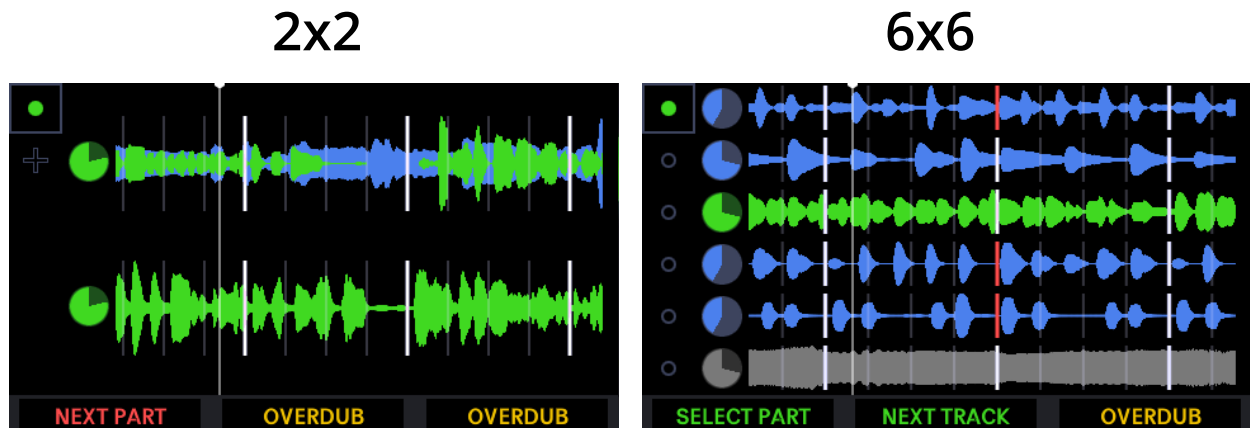 2x2
6x6
NEXT PART
OVERDUB
OVERDUB
SELECT PART
NEXT TRACK
OVERDUB